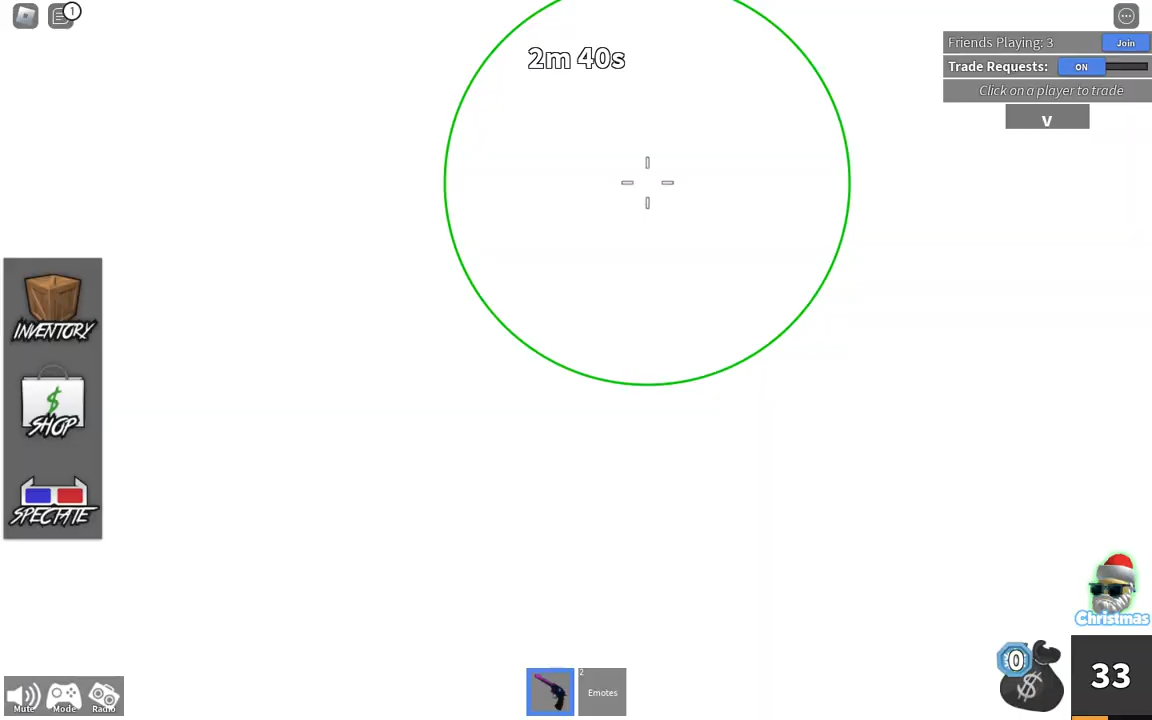 1
2m 40s
Friends Playing: 3
Join
Trade Requests:
ON
Click on a player to trade
v
INVENTORY
$
SHOP
SPECTATE
Christmas
0
$
33
Mute
Mode
Radio
2
Emotes